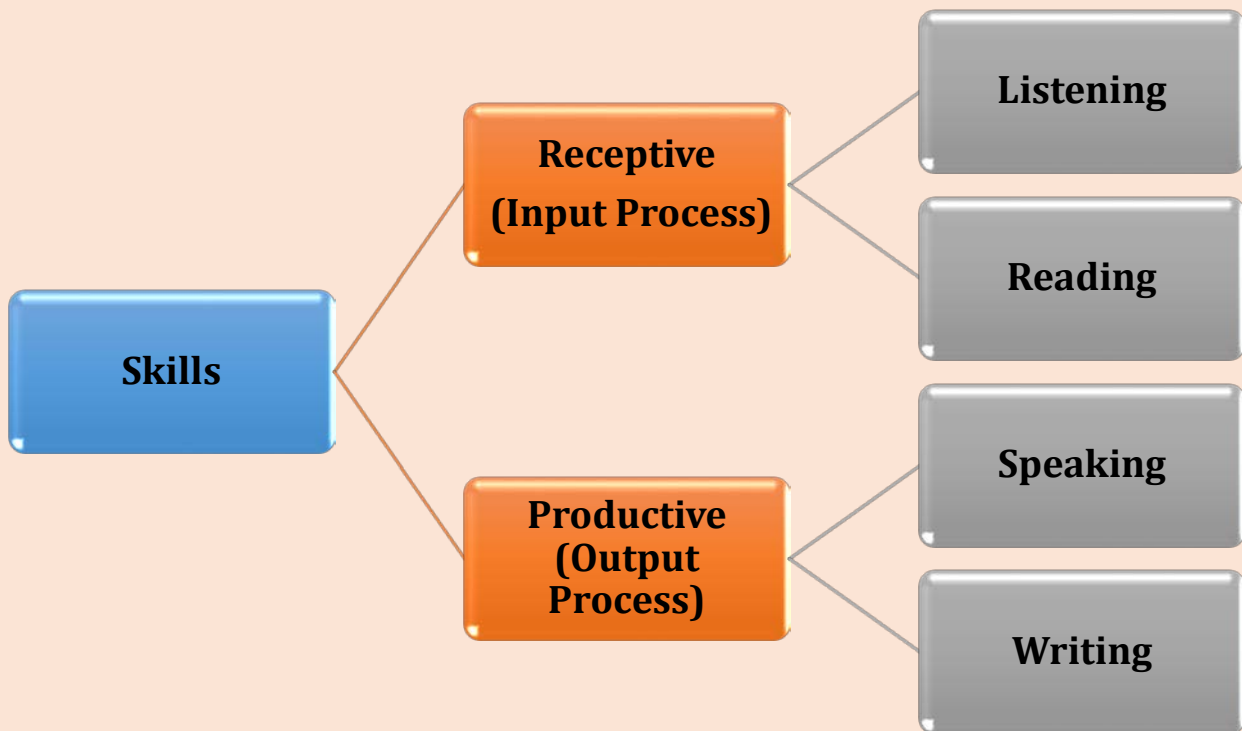 Skills
Receptive
(Input Process)
Listening
Reading
Productive
(Output
Process)
Speaking
Writing